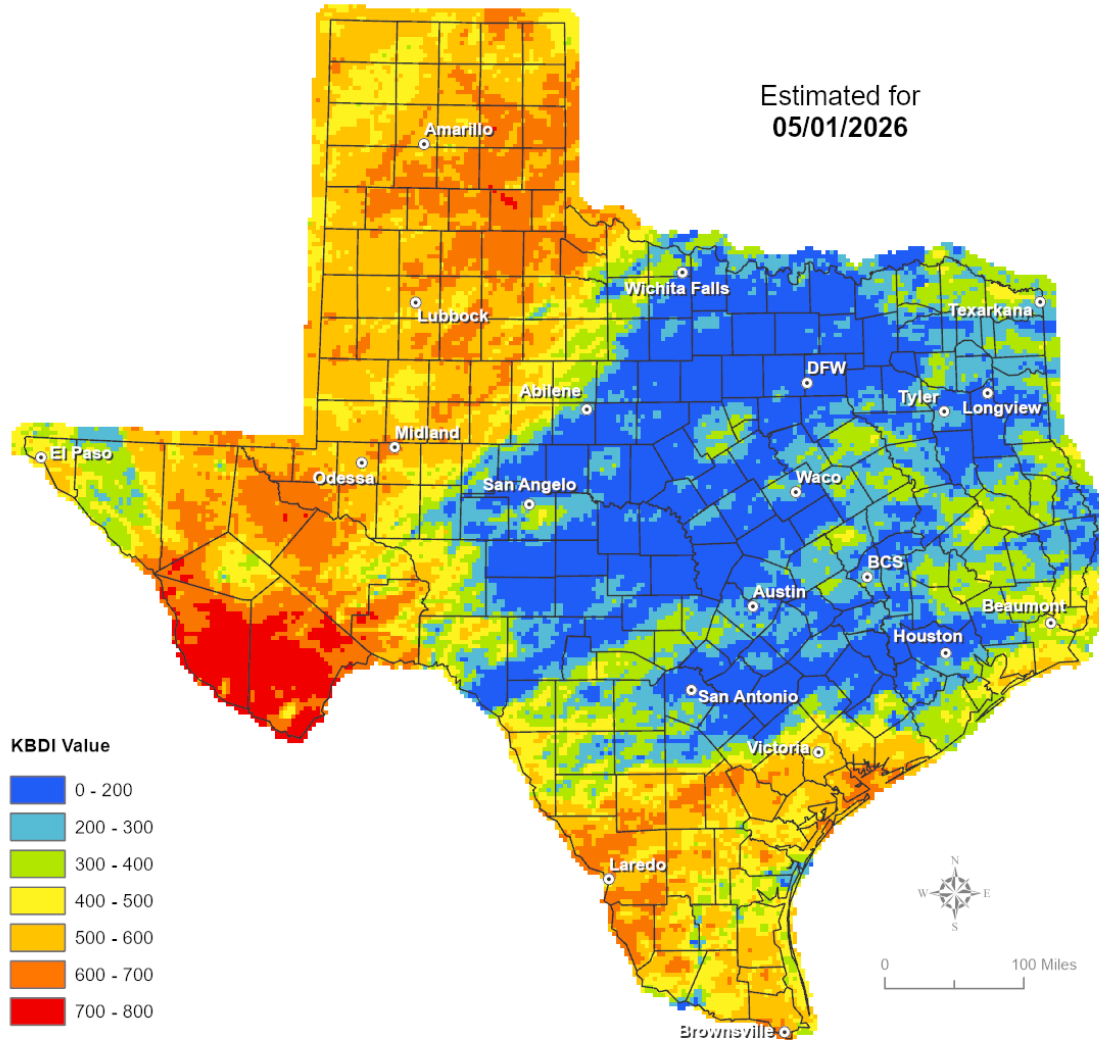 Estimated for
05/01/2026
Amarillo
Wichita Falls
Lubbock
Texarkana
DFW
Abilene
Tyler
Longview
Midland
El Paso
Odessa
San Angelo
Waco
BCS
Austin
Beaumont
Houston
San Antonio
Victoria
Laredo
Brownsville
KBDI Value
0 - 200
200 - 300
300 - 400
400 - 500
500 - 600
600 - 700
700 - 800
N
W E
S
0 100 Miles